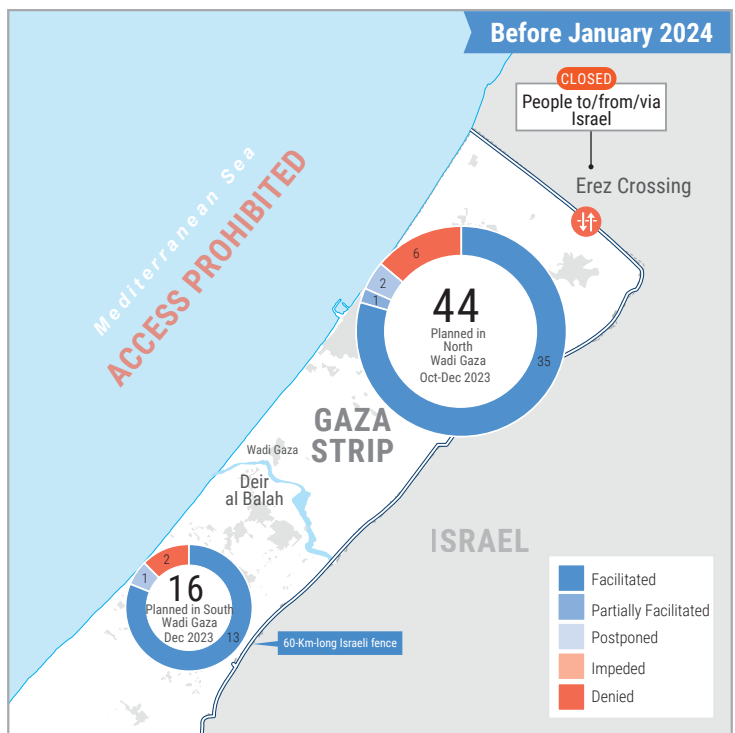 Before January 2024
CLOSED
People to/from/via
Israel
Erez Crossing
Mediterranean Sea
ACCESS PROHIBITED
6
2
1
44
Planned in
North
Wadi Gaza
Oct-Dec 2023
35
GAZA
STRIP
Wadi Gaza
Deir
al Balah
ISRAEL
2
1
16
Planned in South
Wadi Gaza
Dec 2023
13
60-Km-long Israeli fence
Facilitated
Partially Facilitated
Postponed
Impeded
Denied